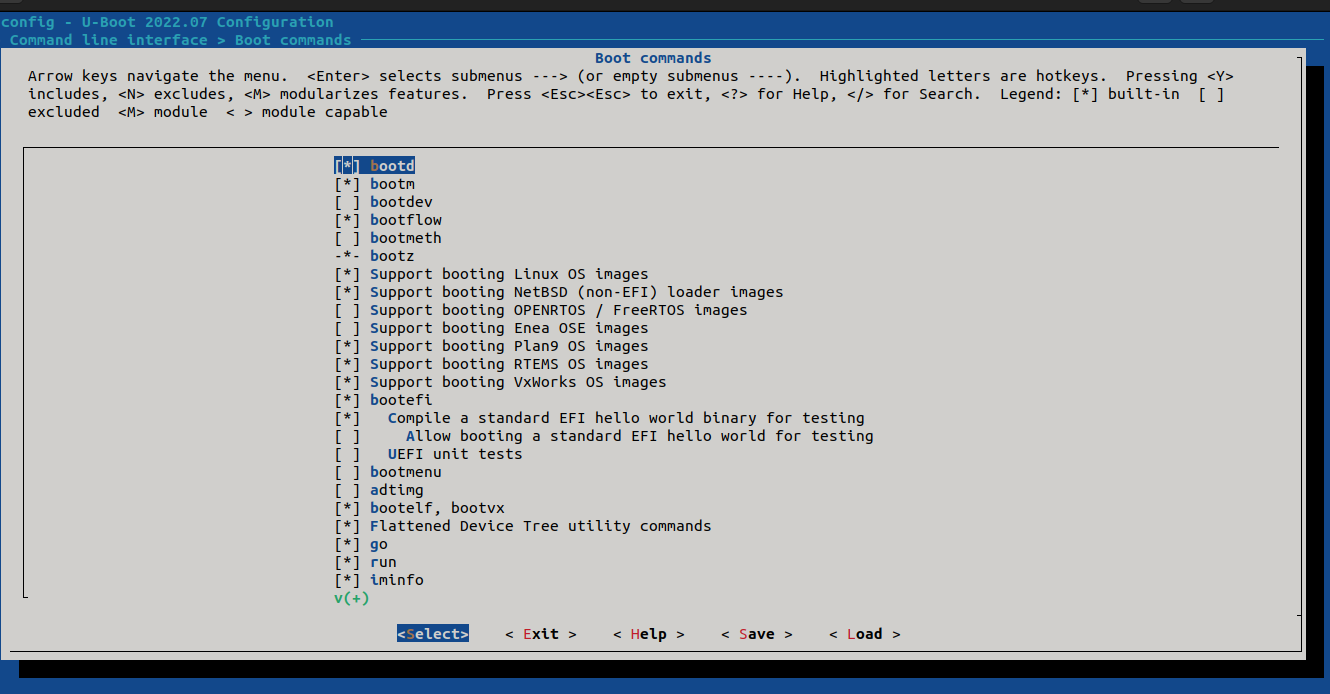 config - U-Boot 2022.07 Configuration
Command line interface > Boot commands
Boot commands
Arrow keys navigate the menu.  <Enter> selects submenus ---> (or empty submenus ----).  Highlighted letters are hotkeys.  Pressing <Y>
includes, <N> excludes, <M> modularizes features.  Press <Esc><Esc> to exit, <?> for Help, </> for Search.  Legend: [*] built-in  [ ]
excluded  <M> module  < > module capable
[*] bootd
[*] bootm
[ ] bootdev
[*] bootflow
[ ] bootmeth
-*- bootz
[*] Support booting Linux OS images
[*] Support booting NetBSD (non-EFI) loader images
[ ] Support booting OPENRTOS / FreeRTOS images
[ ] Support booting Enea OSE images
[*] Support booting Plan9 OS images
[*] Support booting RTEMS OS images
[*] Support booting VxWorks OS images
[*] bootefi
[*]   Compile a standard EFI hello world binary for testing
[ ]     Allow booting a standard EFI hello world for testing
[ ]   UEFI unit tests
[ ] bootmenu
[ ] adtimg
[*] bootelf, bootvx
[*] Flattened Device Tree utility commands
[*] go
[*] run
[*] iminfo
v(+)
<Select>    < Exit >    < Help >    < Save >    < Load >